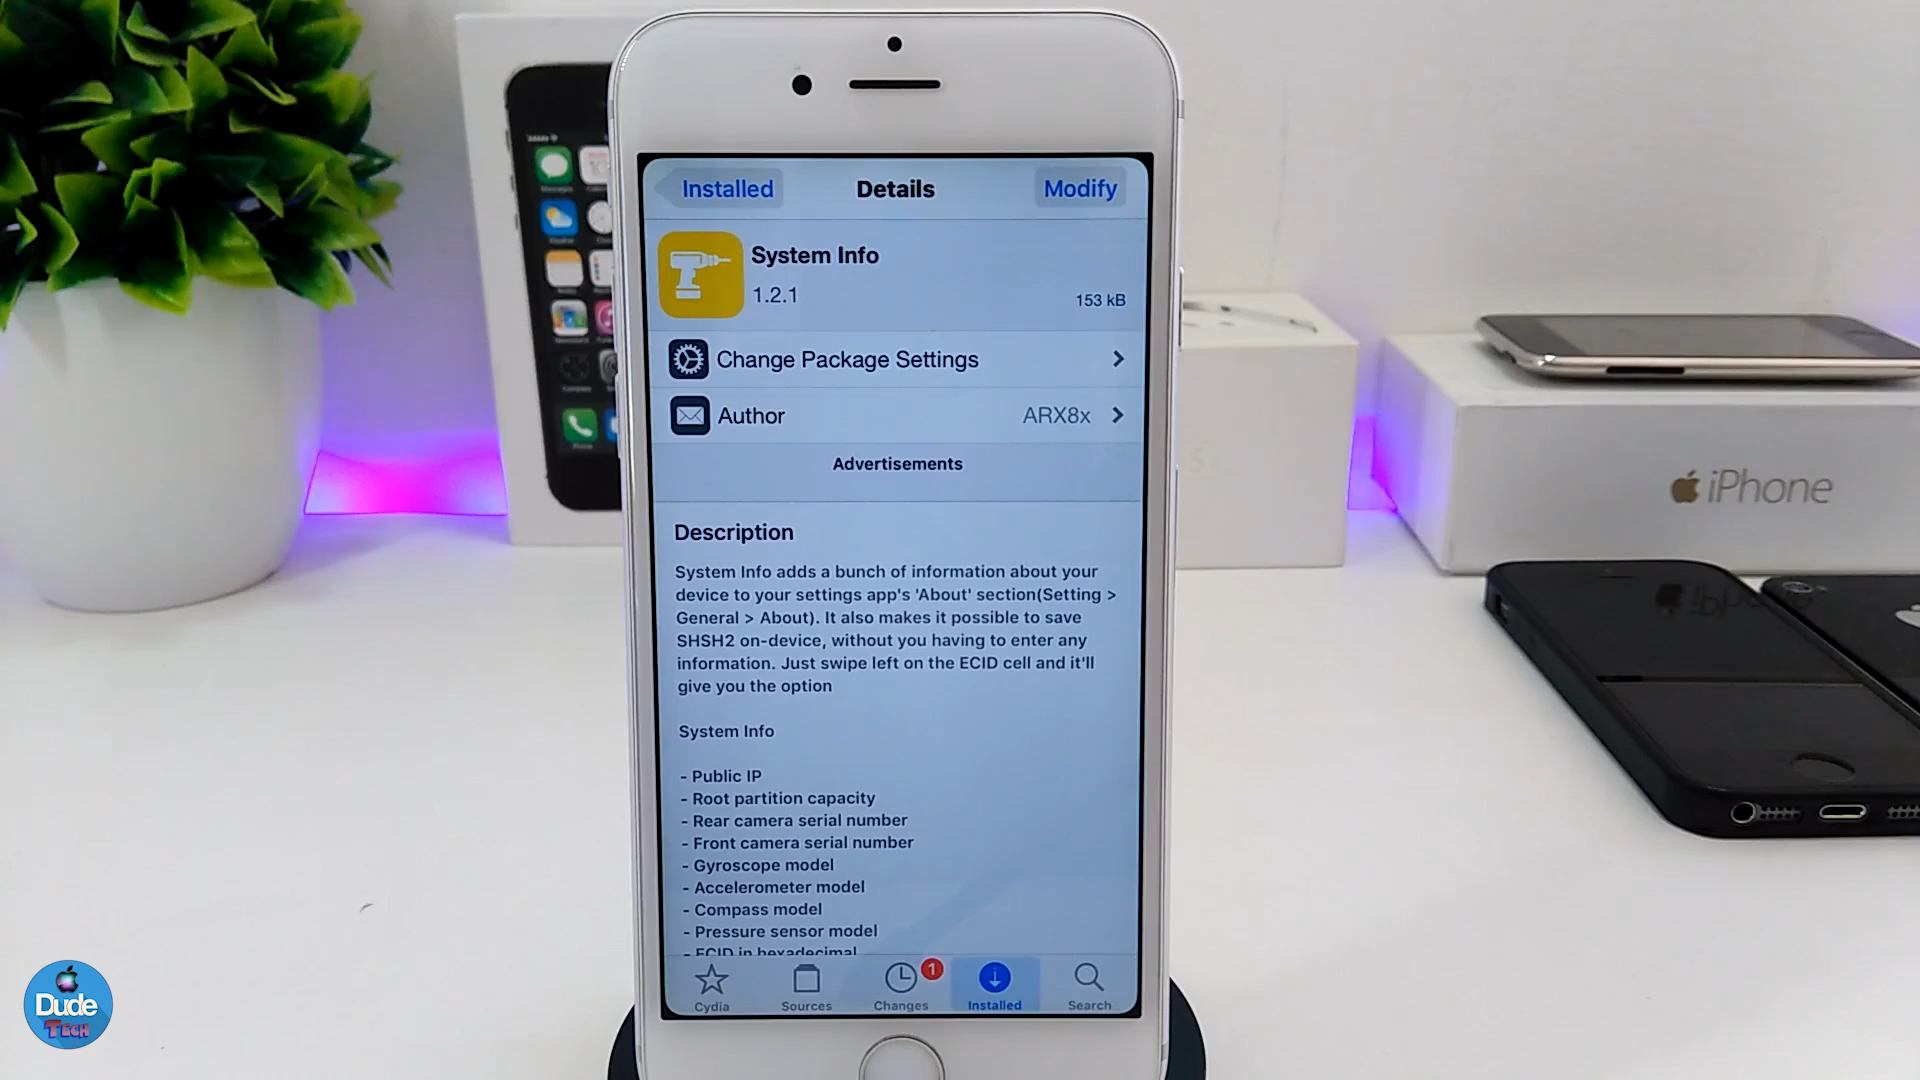 Installed
Details
Modify
System Info
1.2.1
153 kB
Change Package Settings
Author
ARX8x
Advertisements
Description
System Info adds a bunch of information about your
device to your settings app's 'About' section(Setting >
General > About). It also makes it possible to save
SHSH2 on-device, without you having to enter any
information. Just swipe left on the ECID cell and it'll
give you the option
System Info
- Public IP
- Root partition capacity
- Rear camera serial number
- Front camera serial number
- Gyroscope model
- Accelerometer model
- Compass model
- Pressure sensor model
- ECID in hexadecimal
Cydia
Sources
Changes
1
Installed
Search
iPhone
Dude
TECH